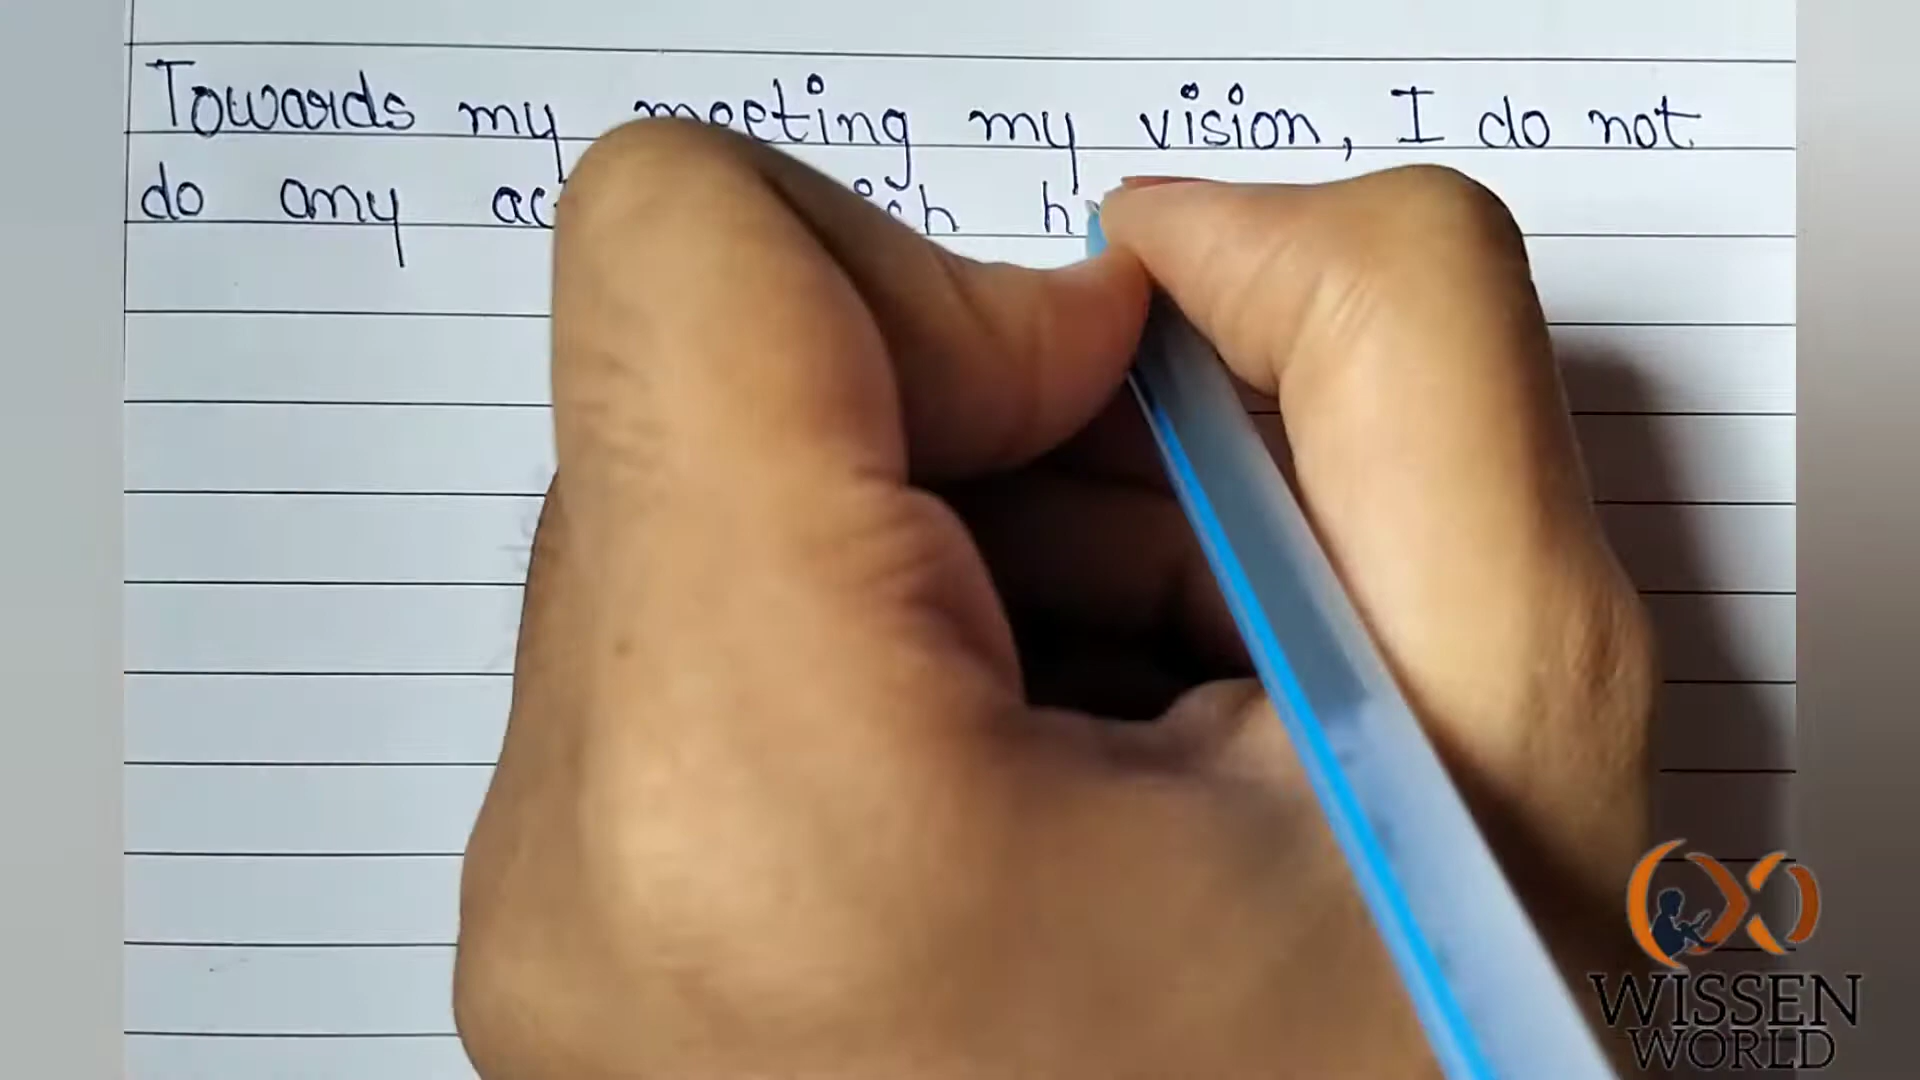 Towards my meeting my vision, I do not
do any
WISSEN
WORLD